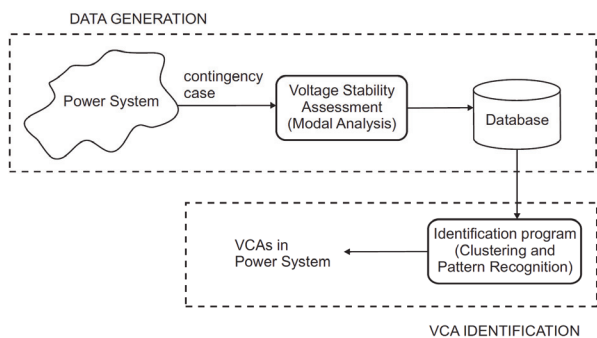 DATA GENERATION
Power System
contingency
case
Voltage Stability
Assessment
(Modal Analysis)
Database
VCAs in
Power System
Identification program
(Clustering and
Pattern Recognition)
VCA IDENTIFICATION